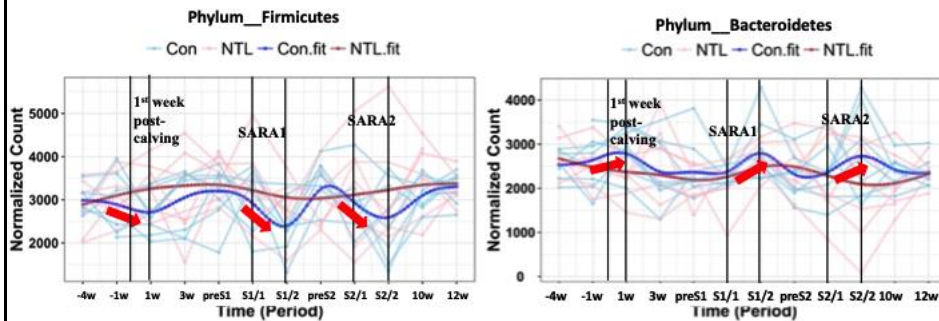 Phylum__Firmicutes
Con NTL Con.fit NTL.fit
Normalized Count
5000
4000
3000
2000
1st week
post-
calving
SARA1
SARA2
-4w -1w 1w 3w preS1 S1/1 S1/2 preS2 S2/1 S2/2 10w 12w
Time (Period)
Phylum__Bacteroidetes
Con NTL Con.fit NTL.fit
Normalized Count
4000
3000
2000
1000
0
1st week
post-
calving
SARA1
SARA2
-4w -1w 1w 3w preS1 S1/1 S1/2 preS2 S2/1 S2/2 10w 12w
Time (Period)